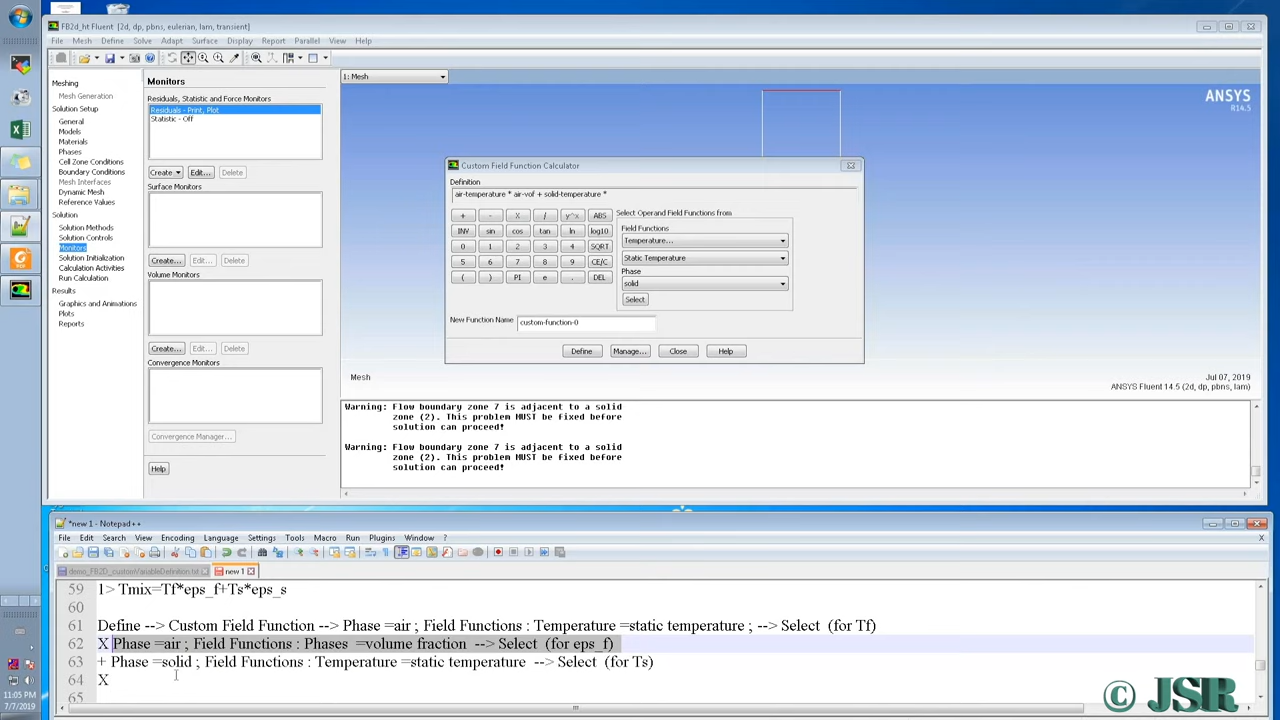 FB2d_ht Fluent [2d, dp, pbns, eulerian, lam, transient]
File Mesh Define Solve Adapt Surface Display Report Parallel View Help
Meshing
Mesh Generation
Solution Setup
General
Models
Materials
Phases
Cell Zone Conditions
Boundary Conditions
Mesh Interfaces
Dynamic Mesh
Reference Values
Solution
Solution Methods
Solution Controls
Monitors
Solution Initialization
Calculation Activities
Run Calculation
Results
Graphics and Animations
Plots
Reports
Monitors
Residuals, Statistic and Force Monitors
Residuals - Print, Plot
Statistic - Off
Create Edit... Delete
Surface Monitors
Create... Edit... Delete
Volume Monitors
Create... Edit... Delete
Convergence Monitors
Convergence Manager...
Help
1: Mesh
ANSYS
R14.5
Custom Field Function Calculator
Definition
air-temperature * air-vof + solid-temperature *
+ - X / y^x ABS
INV sin cos tan ln log10
0 1 2 3 4 SQRT
5 6 7 8 9 CE/C
( ) PI e . DEL
Select Operand Field Functions from
Field Functions
Temperature...
Static Temperature
Phase
solid
Select
New Function Name custom-function-0
Define Manage... Close Help
Mesh
Jul 07, 2019
ANSYS Fluent 14.5 (2d, dp, pbns, lam)
Warning: Flow boundary zone 7 is adjacent to a solid
zone (2). This problem MUST be fixed before
solution can proceed!
Warning: Flow boundary zone 7 is adjacent to a solid
zone (2). This problem MUST be fixed before
solution can proceed!
*new 1 - Notepad++
File Edit Search View Encoding Language Settings Tools Macro Run Plugins Window ? X
demo_FB2D_customVariableDefinition.txt new 1
59 1> Tmix=Tf*eps_f+Ts*eps_s
60
61 Define --> Custom Field Function --> Phase =air ; Field Functions : Temperature =static temperature ; --> Select (for Tf)
62 X Phase =air ; Field Functions : Phases =volume fraction --> Select (for eps_f)
63 + Phase =solid ; Field Functions : Temperature =static temperature --> Select (for Ts)
64 X
65
11:05 PM
7/7/2019
© JSR